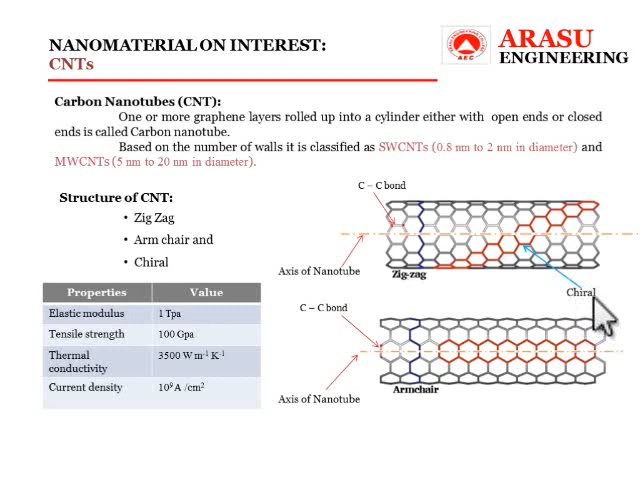 NANOMATERIAL ON INTEREST:
CNTs
AEC
ARASU
ENGINEERING
Carbon Nanotubes (CNT):
One or more graphene layers rolled up into a cylinder either with open ends or closed
ends is called Carbon nanotube.
Based on the number of walls it is classified as SWCNTs (0.8 nm to 2 nm in diameter) and
MWCNTs (5 nm to 20 nm in diameter).
Structure of CNT:
• Zig Zag
• Arm chair and
• Chiral
Properties Value
Elastic modulus 1 Tpa
Tensile strength 100 Gpa
Thermal conductivity 3500 W m-1 K-1
Current density 10⁹ A /cm²
C – C bond
Axis of Nanotube
Zig-zag
Chiral
C – C bond
Axis of Nanotube
Armchair